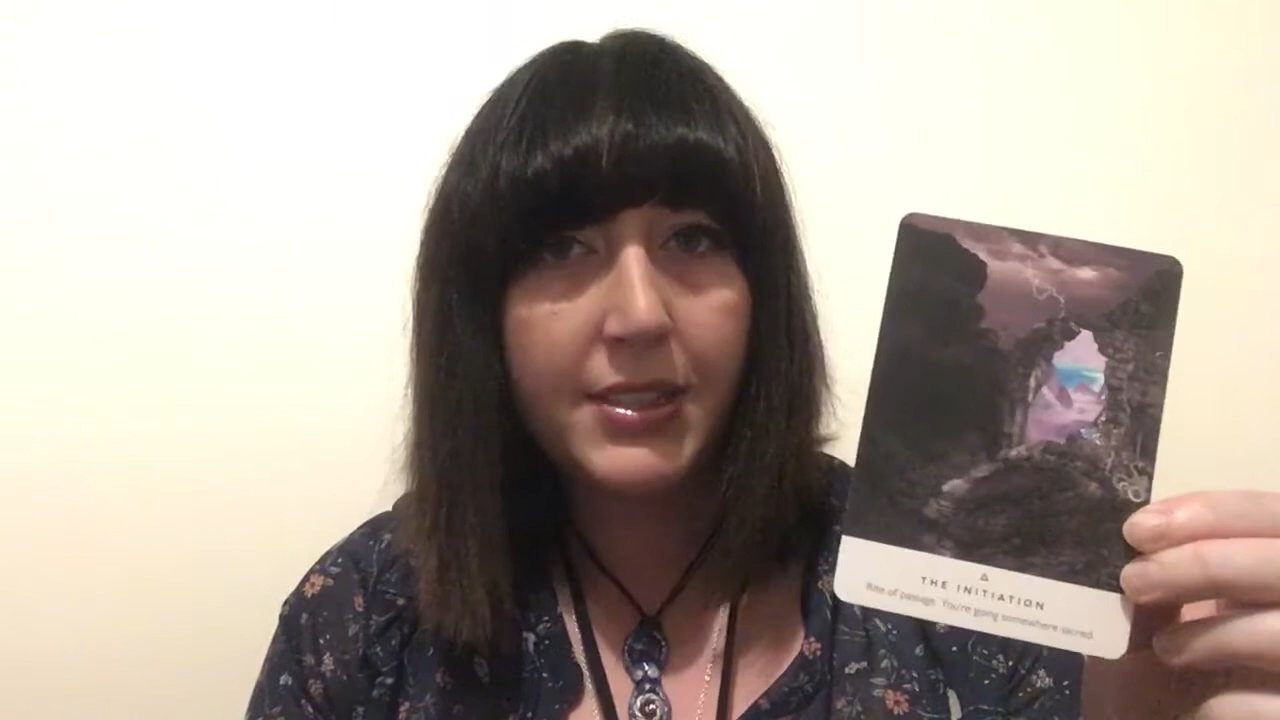 THE INITIATION
Rite of passage. You're going somewhere sacred.